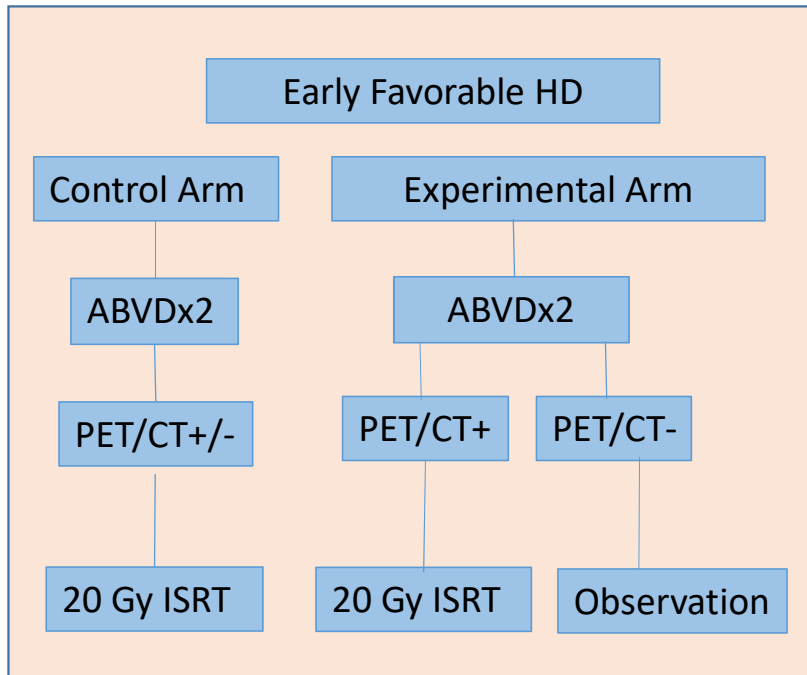 Early Favorable HD
Control Arm
Experimental Arm
ABVDx2
ABVDx2
PET/CT+/-
PET/CT+
PET/CT-
20 Gy ISRT
20 Gy ISRT
Observation